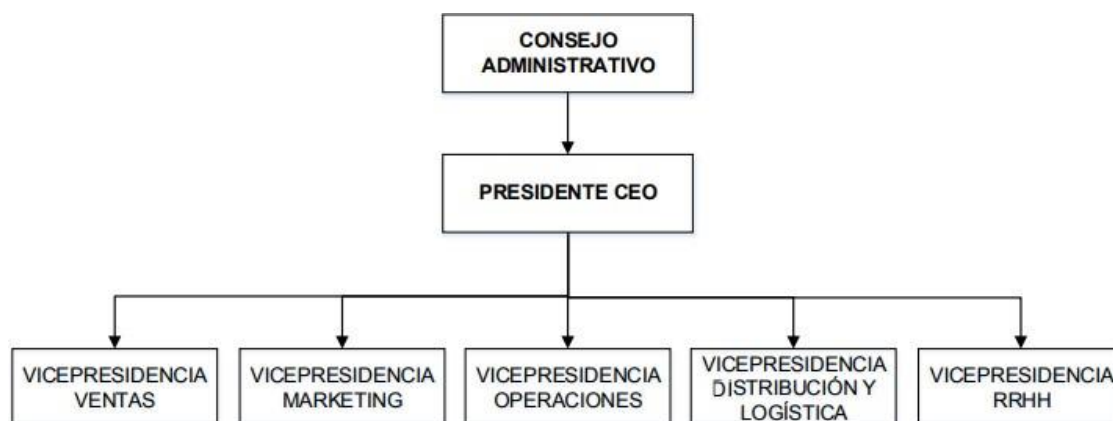 CONSEJO
ADMINISTRATIVO
PRESIDENTE CEO
VICEPRESIDENCIA
VENTAS
VICEPRESIDENCIA
MARKETING
VICEPRESIDENCIA
OPERACIONES
VICEPRESIDENCIA
DISTRIBUCIÓN Y
LOGÍSTICA
VICEPRESIDENCIA
RRHH